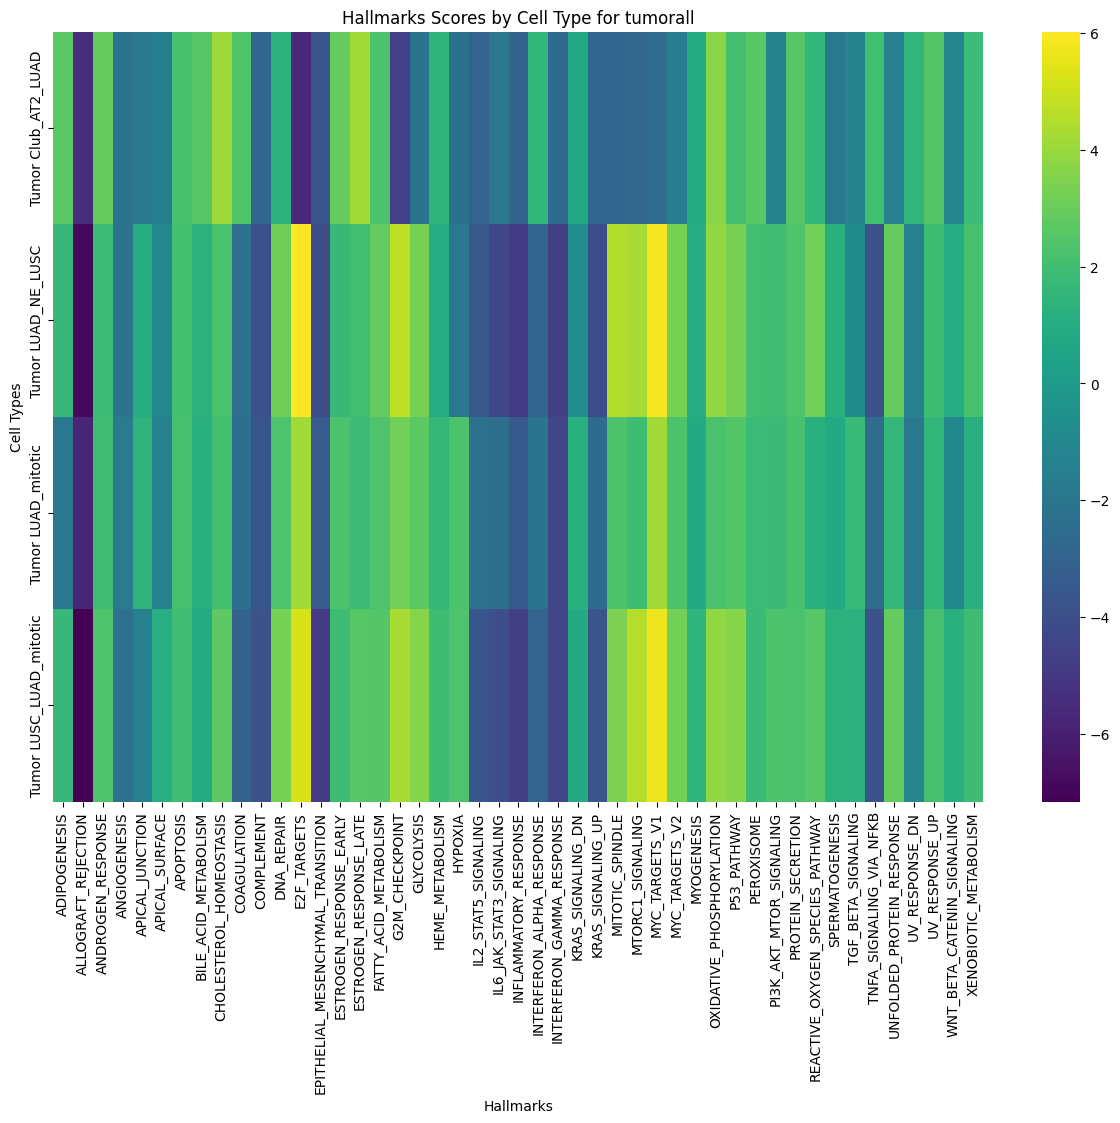 Hallmarks Scores by Cell Type for tumorall
Cell Types
Tumor Club_AT2_LUAD
Tumor LUAD_NE_LUSC
Tumor LUAD_mitotic
Tumor LUSC_LUAD_mitotic
ADIPOGENESIS
ALLOGRAFT_REJECTION
ANDROGEN_RESPONSE
ANGIOGENESIS
APICAL_JUNCTION
APICAL_SURFACE
APOPTOSIS
BILE_ACID_METABOLISM
CHOLESTEROL_HOMEOSTASIS
COAGULATION
COMPLEMENT
DNA_REPAIR
E2F_TARGETS
EPITHELIAL_MESENCHYMAL_TRANSITION
ESTROGEN_RESPONSE_EARLY
ESTROGEN_RESPONSE_LATE
FATTY_ACID_METABOLISM
G2M_CHECKPOINT
GLYCOLYSIS
HEME_METABOLISM
HYPOXIA
IL2_STAT5_SIGNALING
IL6_JAK_STAT3_SIGNALING
INFLAMMATORY_RESPONSE
INTERFERON_ALPHA_RESPONSE
INTERFERON_GAMMA_RESPONSE
KRAS_SIGNALING_DN
KRAS_SIGNALING_UP
MITOTIC_SPINDLE
MTORC1_SIGNALING
MYC_TARGETS_V1
MYC_TARGETS_V2
MYOGENESIS
OXIDATIVE_PHOSPHORYLATION
P53_PATHWAY
PEROXISOME
PI3K_AKT_MTOR_SIGNALING
PROTEIN_SECRETION
REACTIVE_OXYGEN_SPECIES_PATHWAY
SPERMATOGENESIS
TGF_BETA_SIGNALING
TNFA_SIGNALING_VIA_NFKB
UNFOLDED_PROTEIN_RESPONSE
UV_RESPONSE_DN
UV_RESPONSE_UP
WNT_BETA_CATENIN_SIGNALING
XENOBIOTIC_METABOLISM
Hallmarks
6
4
2
0
−2
−4
−6